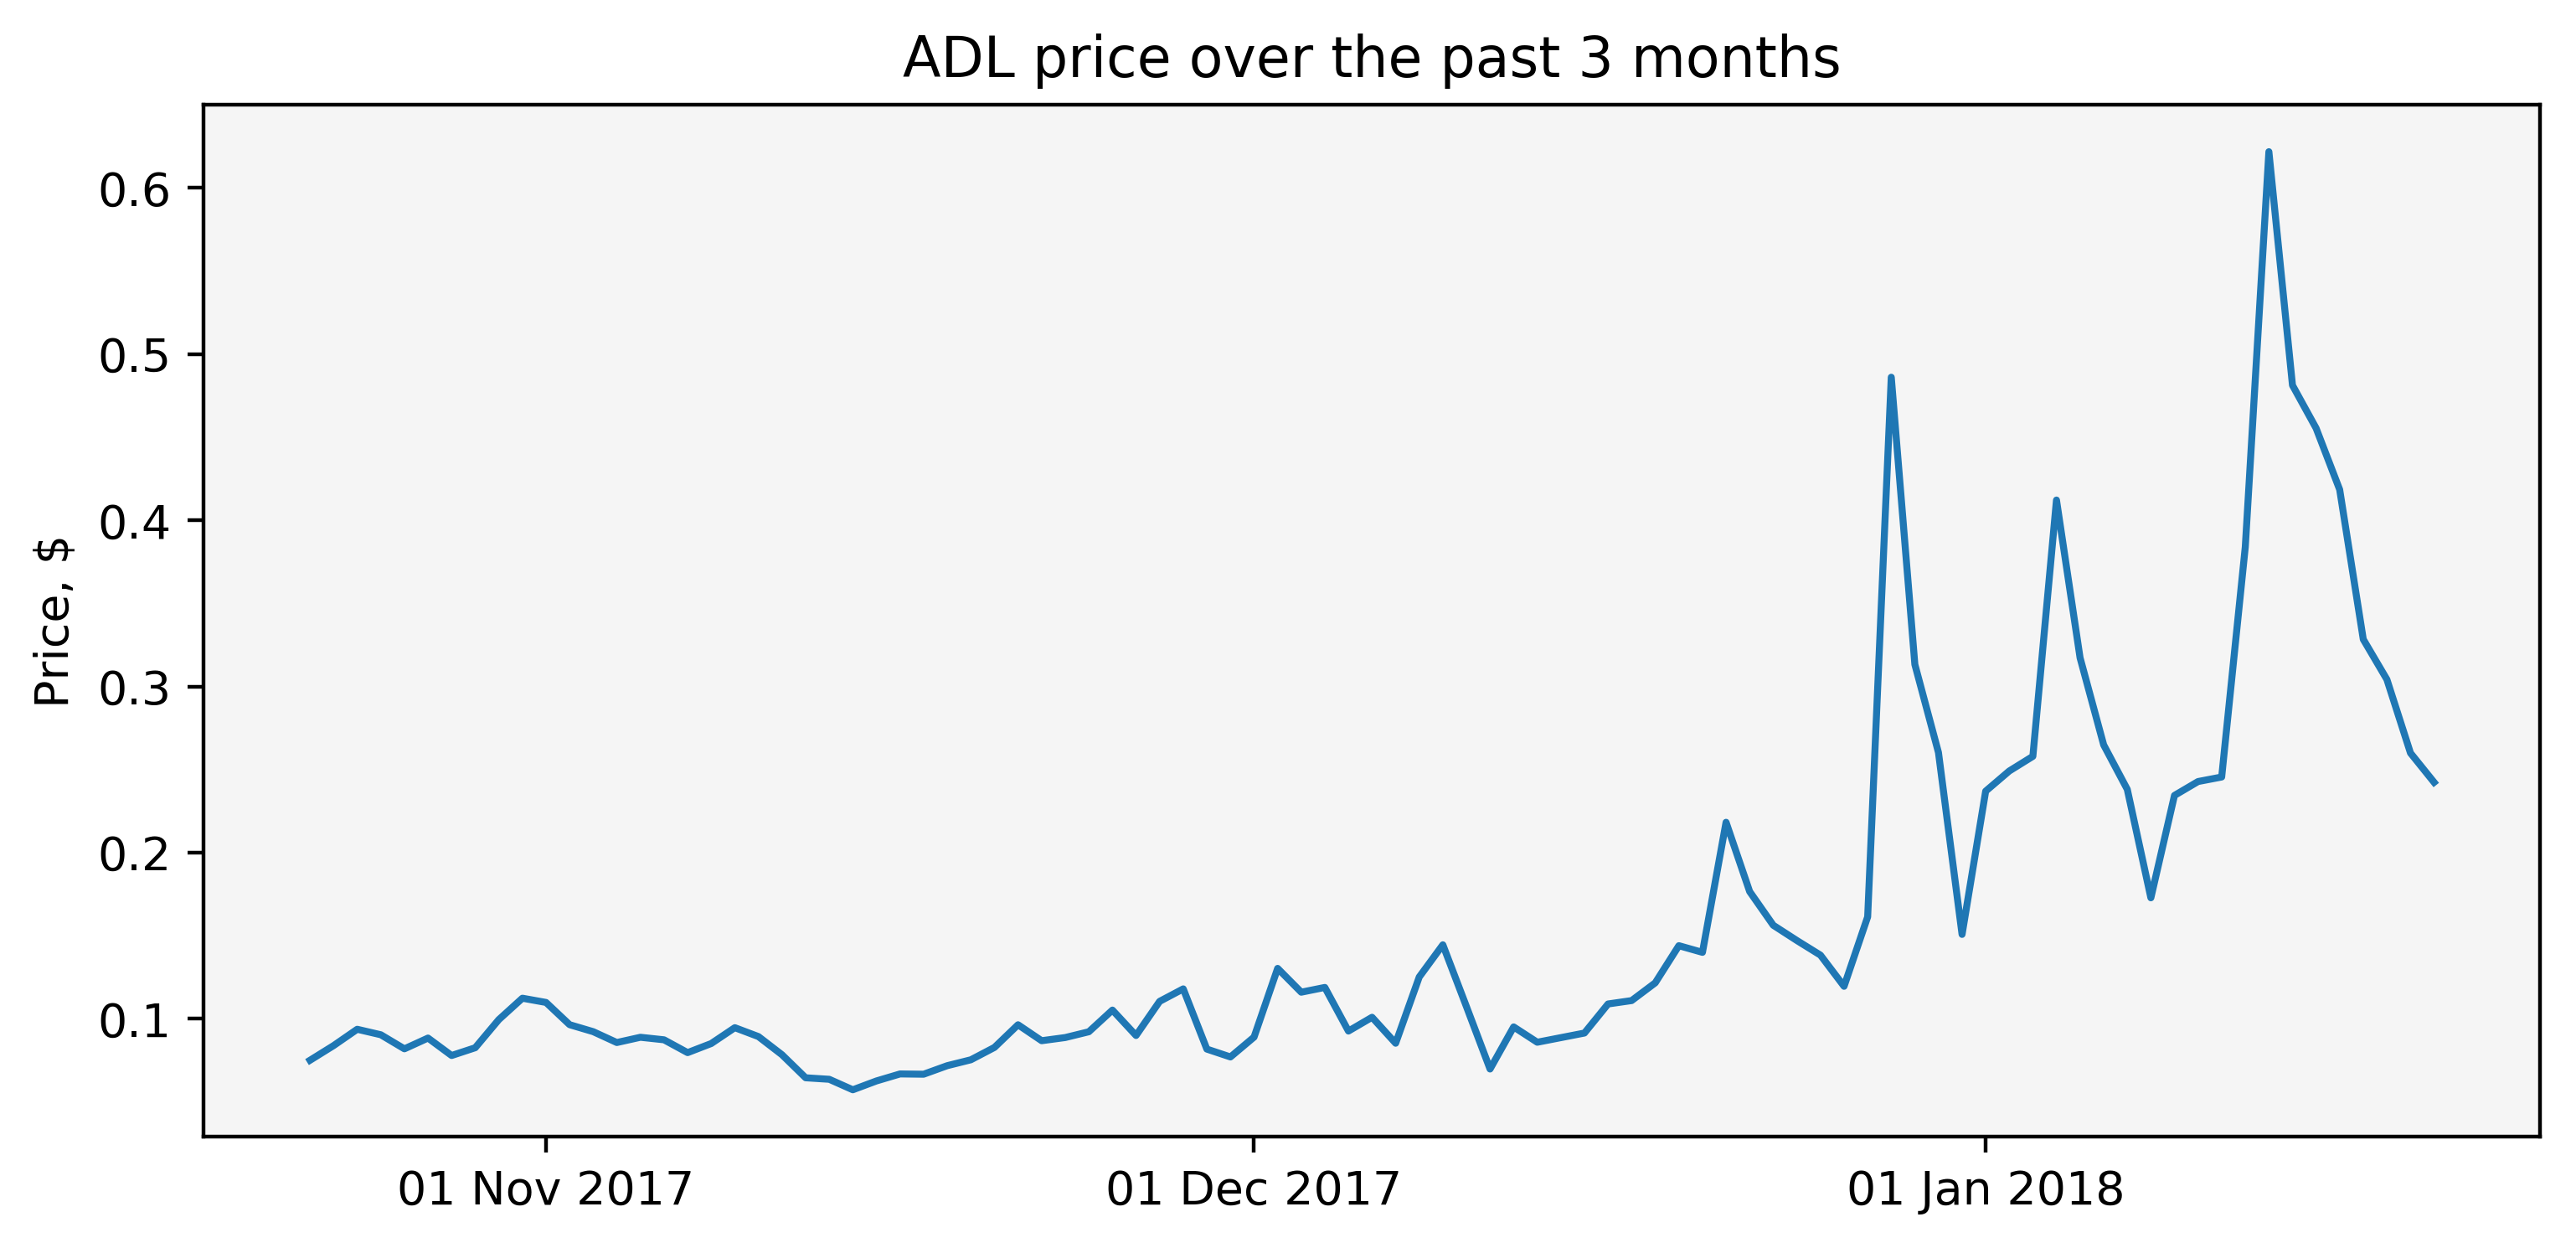 ADL price over the past 3 months
Price, $
0.6
0.5
0.4
0.3
0.2
0.1
01 Nov 2017
01 Dec 2017
01 Jan 2018